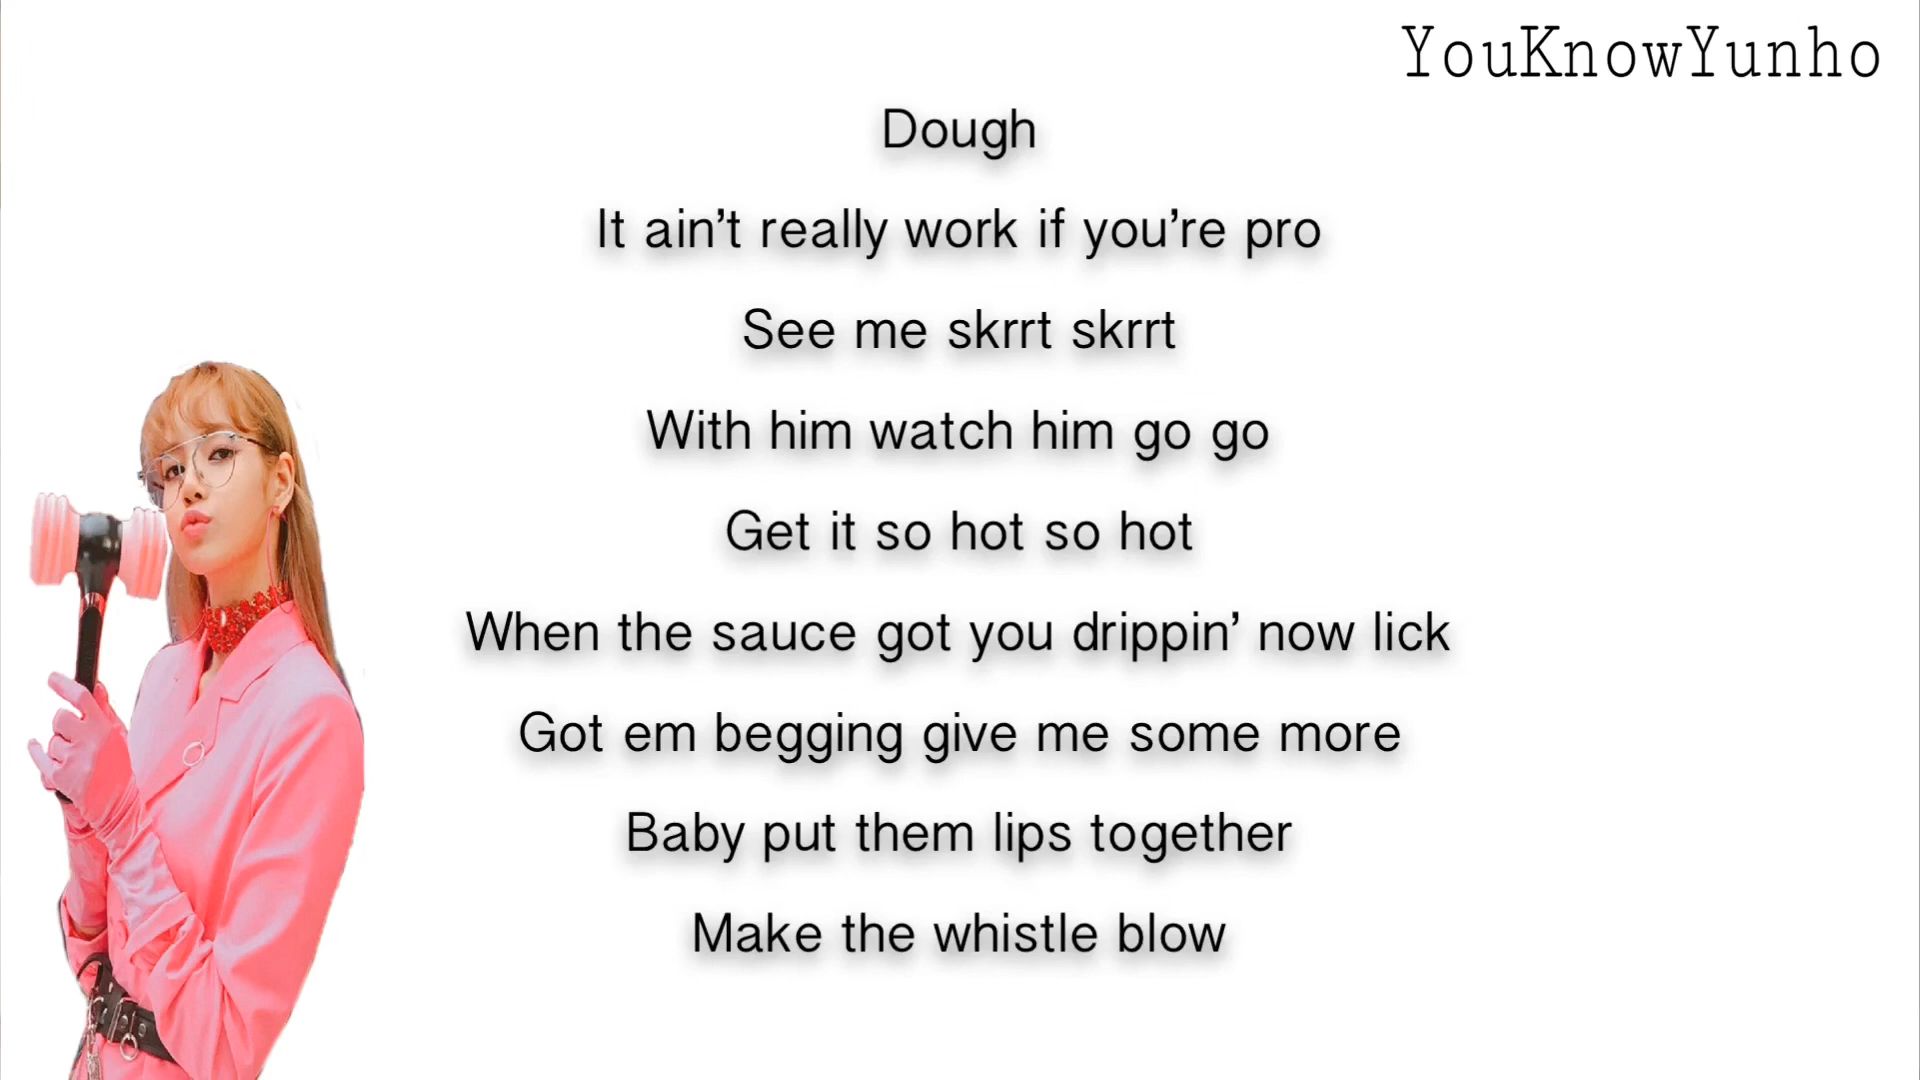 YouKnowYunho
Dough
It ain't really work if you're pro
See me skrrt skrrt
With him watch him go go
Get it so hot so hot
When the sauce got you drippin' now lick
Got em begging give me some more
Baby put them lips together
Make the whistle blow